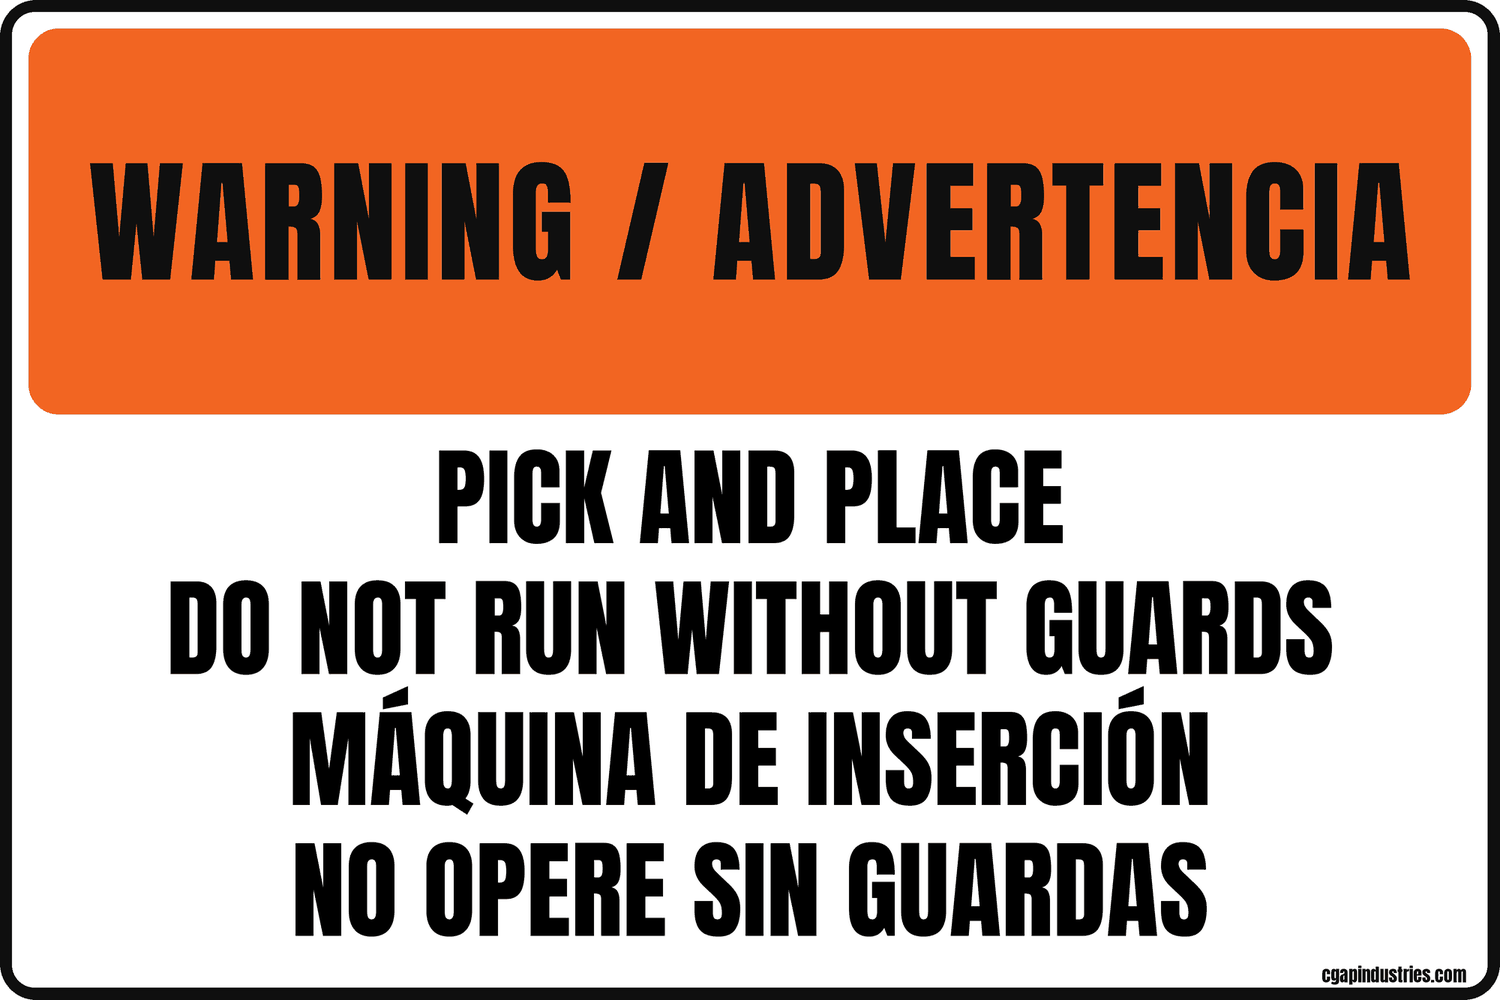 WARNING / ADVERTENCIA
PICK AND PLACE
DO NOT RUN WITHOUT GUARDS
MÁQUINA DE INSERCIÓN
NO OPERE SIN GUARDAS
cgapindustries.com